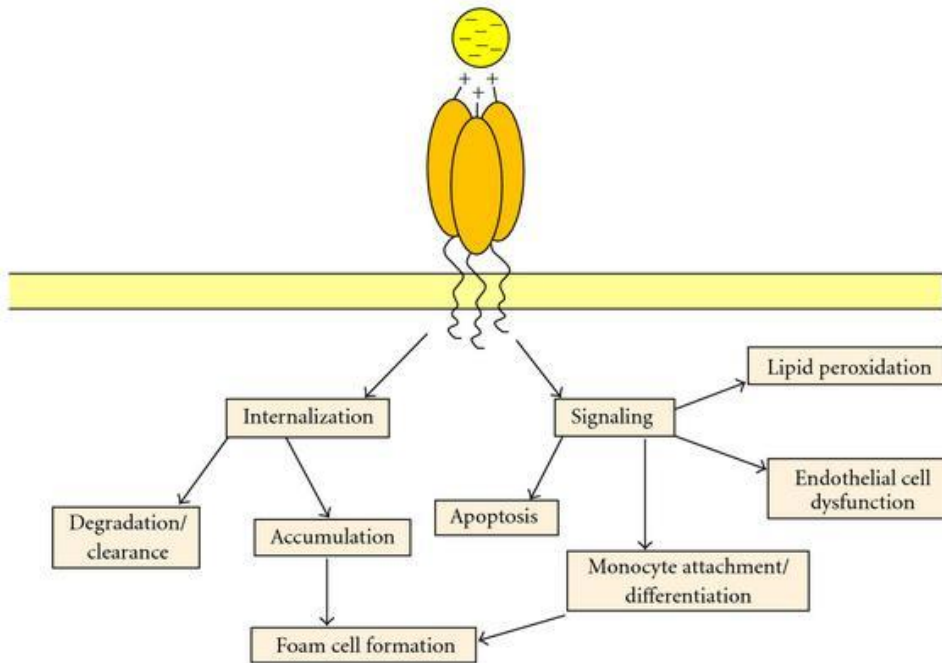 + + +
Lipid peroxidation
Internalization
Signaling
Endothelial cell
dysfunction
Degradation/
clearance
Accumulation
Apoptosis
Monocyte attachment/
differentiation
Foam cell formation